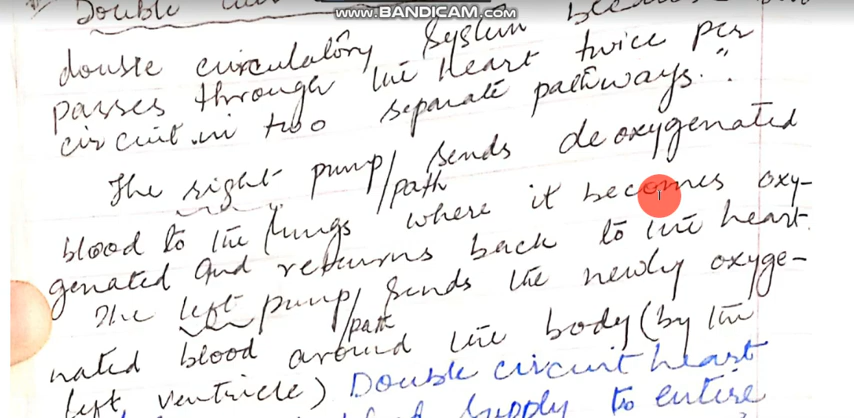 WWW.BANDICAM.COM
Double
double circulatory system
passes through the heart twice per
circuit in two separate pathways.
The right pump/path sends deoxygenated
blood to the lungs where it becomes oxy-
genated and returns back to the heart.
The left pump/path sends the newly oxyge-
nated blood around the body (by the
left ventricle) Double circuit heart
supply to entire